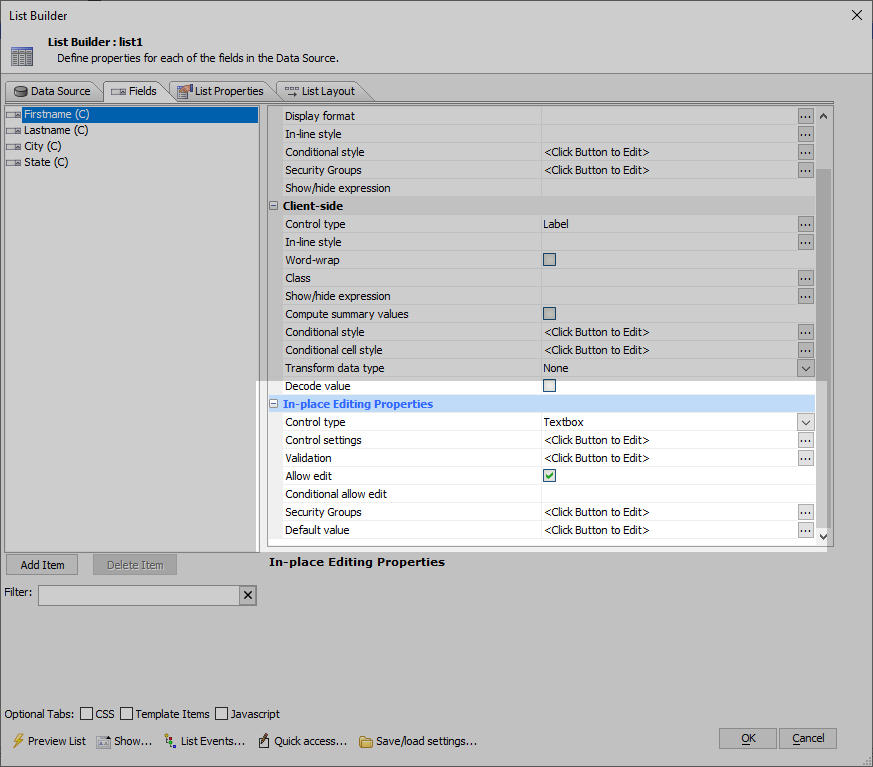 List Builder
List Builder : list1
Define properties for each of the fields in the Data Source.
Data Source Fields List Properties List Layout
Firstname (C)
Lastname (C)
City (C)
State (C)
Display format ...
In-line style ...
Conditional style <Click Button to Edit> ...
Security Groups <Click Button to Edit> ...
Show/hide expression
Client-side
Control type Label ...
In-line style ...
Word-wrap
Class ...
Show/hide expression ...
Compute summary values
Conditional style <Click Button to Edit> ...
Conditional cell style <Click Button to Edit> ...
Transform data type None
Decode value
In-place Editing Properties
Control type Textbox
Control settings <Click Button to Edit> ...
Validation <Click Button to Edit> ...
Allow edit
Conditional allow edit
Security Groups <Click Button to Edit> ...
Default value <Click Button to Edit> ...
Add Item Delete Item
In-place Editing Properties
Filter:
Optional Tabs: CSS Template Items Javascript
Preview List Show... List Events... Quick access... Save/load settings...
OK Cancel